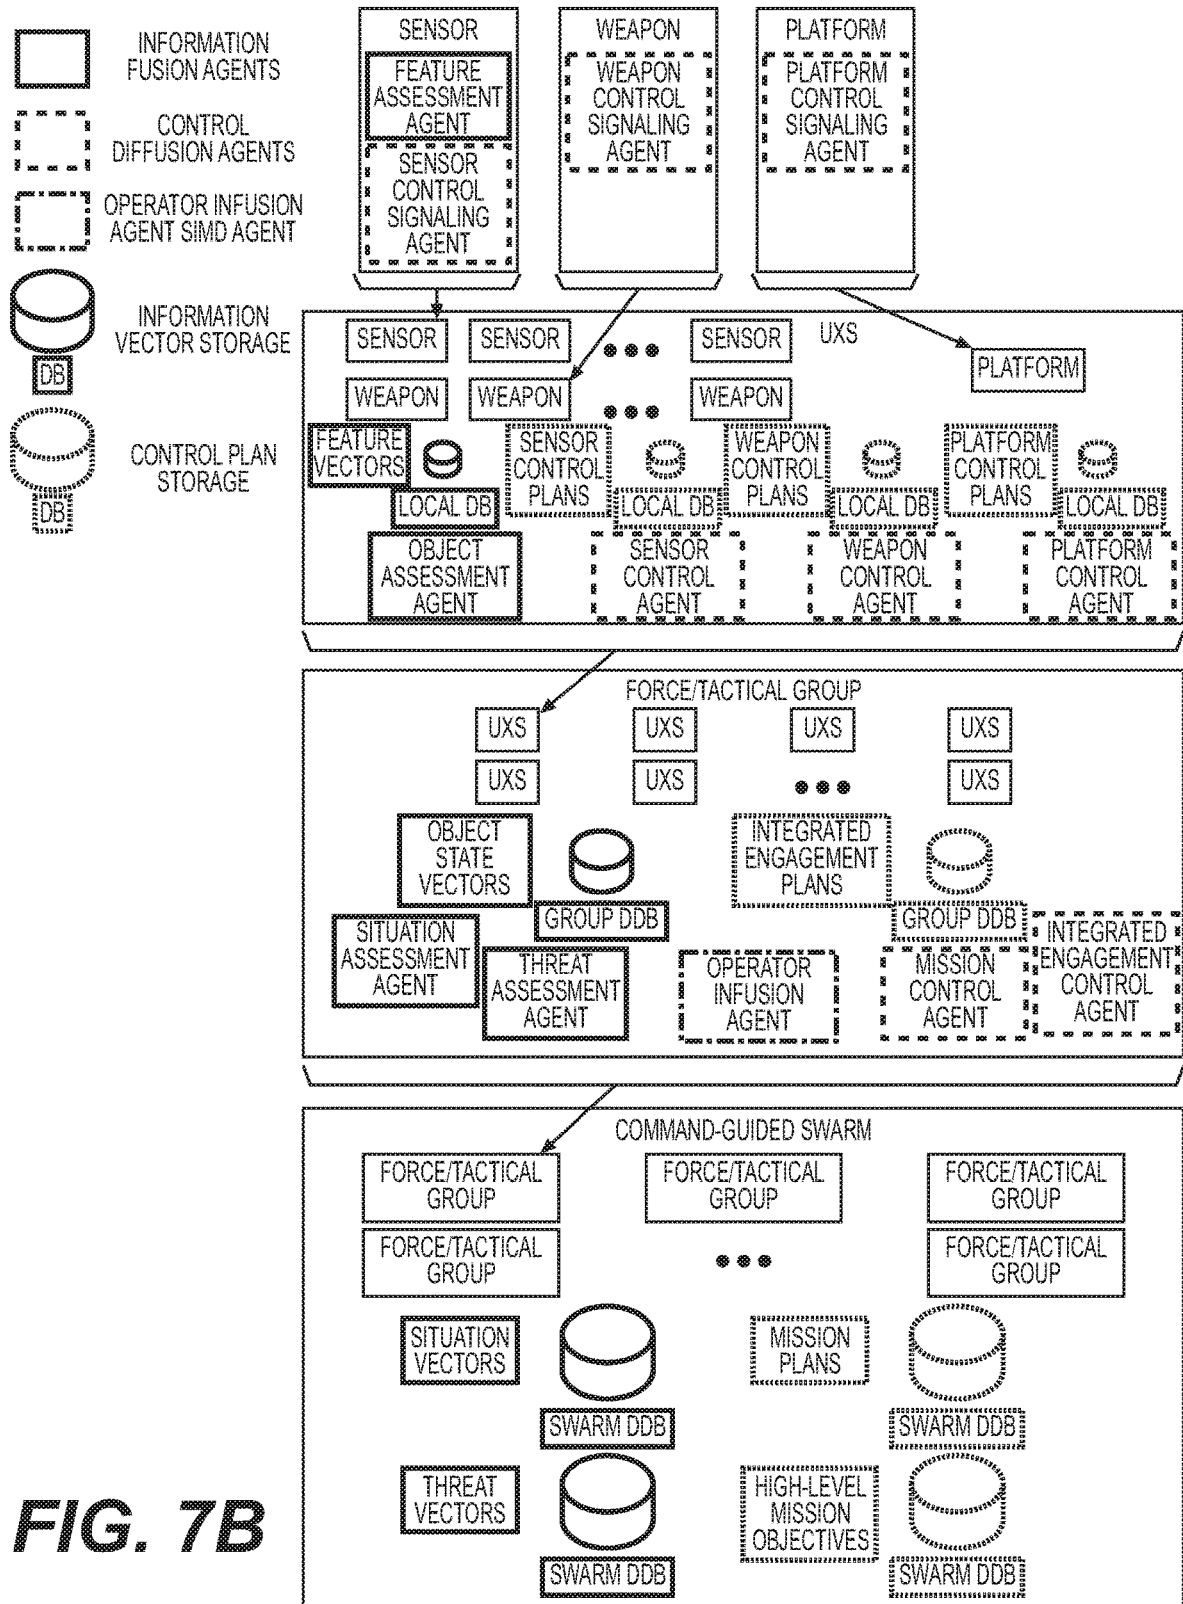 INFORMATION
FUSION AGENTS
CONTROL
DIFFUSION AGENTS
OPERATOR INFUSION
AGENT SIMD AGENT
INFORMATION
VECTOR STORAGE
DB
CONTROL PLAN
STORAGE
DB
SENSOR
FEATURE
ASSESSMENT
AGENT
SENSOR
CONTROL
SIGNALING
AGENT
WEAPON
WEAPON
CONTROL
SIGNALING
AGENT
PLATFORM
PLATFORM
CONTROL
SIGNALING
AGENT
SENSOR SENSOR SENSOR UXS
PLATFORM
WEAPON WEAPON WEAPON
FEATURE
VECTORS
LOCAL DB
SENSOR
CONTROL
PLANS
LOCAL DB
WEAPON
CONTROL
PLANS
LOCAL DB
PLATFORM
CONTROL
PLANS
LOCAL DB
OBJECT
ASSESSMENT
AGENT
SENSOR
CONTROL
AGENT
WEAPON
CONTROL
AGENT
PLATFORM
CONTROL
AGENT
FORCE/TACTICAL GROUP
UXS UXS UXS UXS
UXS UXS UXS
OBJECT
STATE
VECTORS
GROUP DDB
INTEGRATED
ENGAGEMENT
PLANS
GROUP DDB
SITUATION
ASSESSMENT
AGENT
THREAT
ASSESSMENT
AGENT
OPERATOR
INFUSION
AGENT
MISSION
CONTROL
AGENT
INTEGRATED
ENGAGEMENT
CONTROL
AGENT
COMMAND-GUIDED SWARM
FORCE/TACTICAL
GROUP
FORCE/TACTICAL
GROUP
FORCE/TACTICAL
GROUP
FORCE/TACTICAL
GROUP
FORCE/TACTICAL
GROUP
SITUATION
VECTORS
SWARM DDB
MISSION
PLANS
SWARM DDB
THREAT
VECTORS
SWARM DDB
HIGH-LEVEL
MISSION
OBJECTIVES
SWARM DDB
FIG. 7B